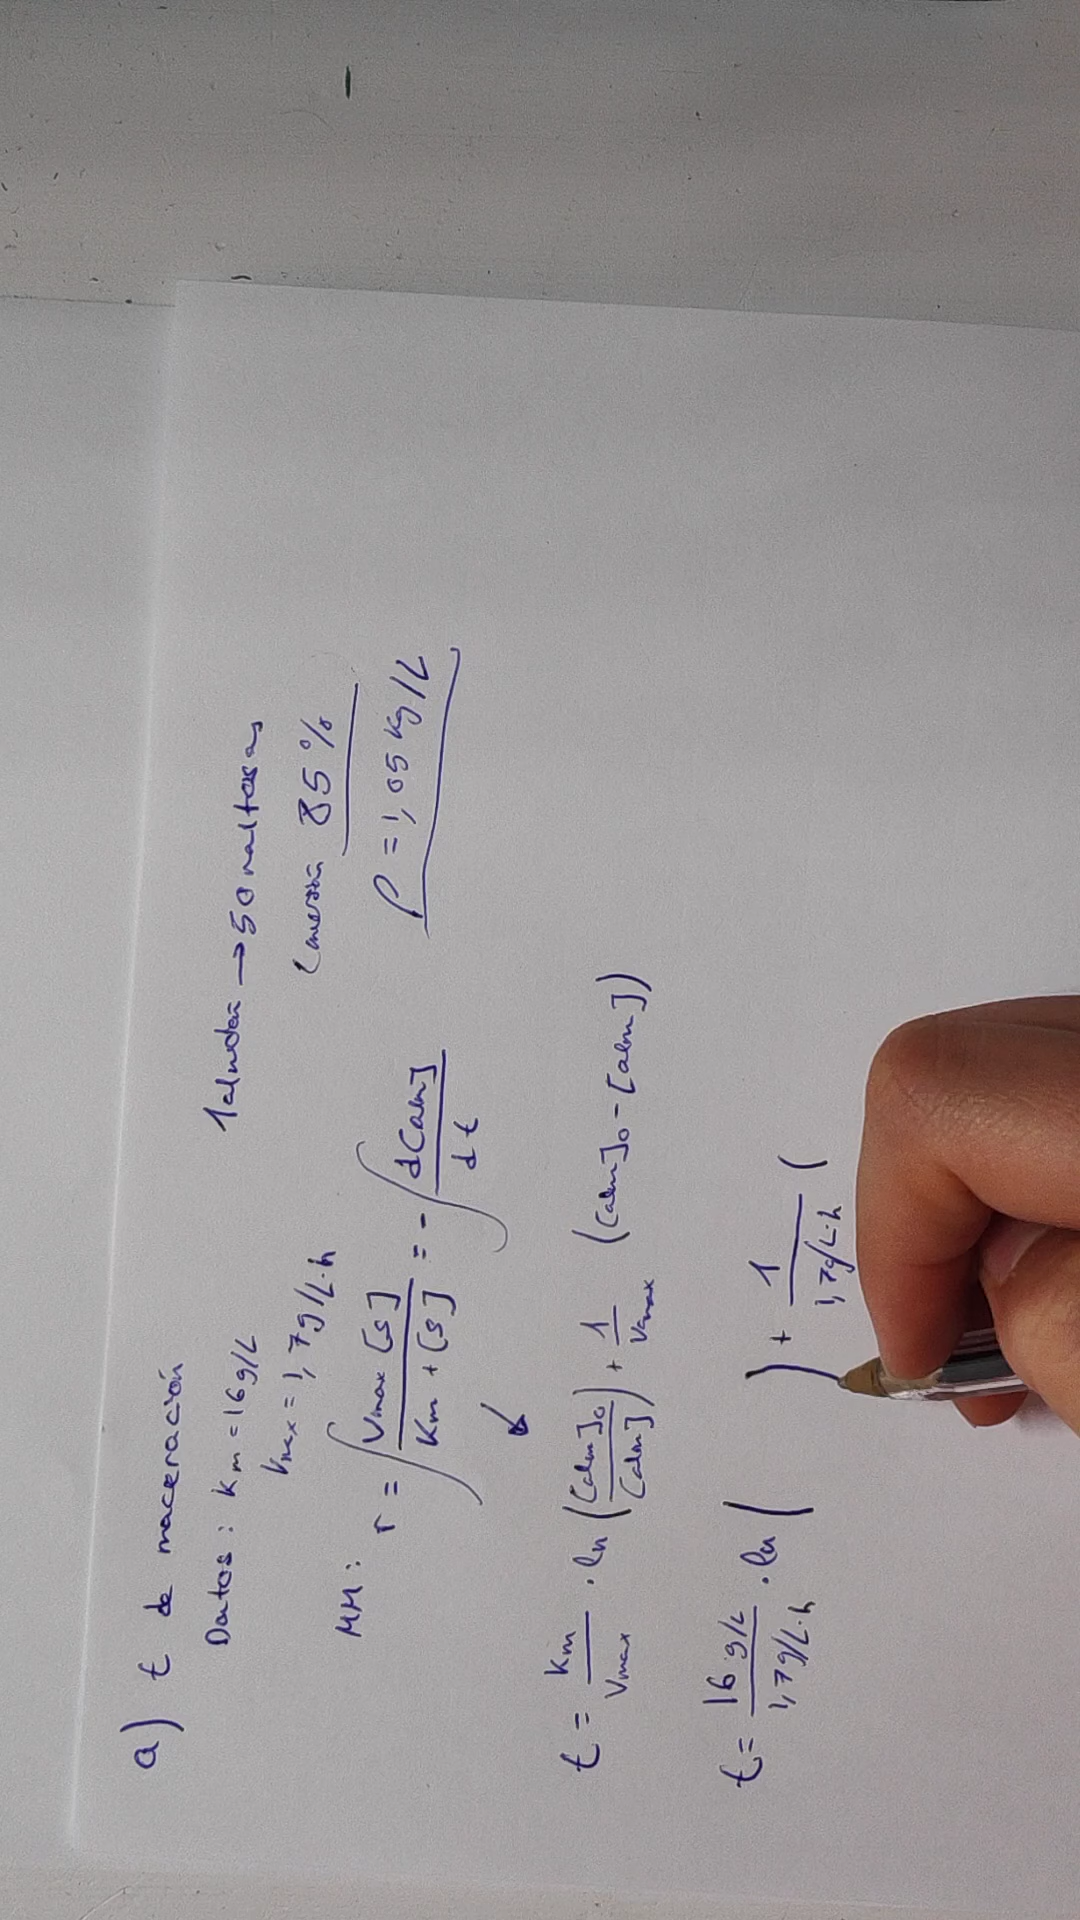 a) t de maceración
Datos: Km = 16 g/L
Vmax = 1,7 g/L·h
1 almidón → 50 maltosas
Conversión 85%
ρ = 1,05 kg/L
MM: r = ∫ Vmax [S] / Km + [S] = - ∫ d[alm] / dt
t = Km / Vmax · ln ([alm]₀ / [alm]) + 1 / Vmax ([alm]₀ - [alm])
t = 16 g/L / 1,7 g/L·h · ln ( ) + 1 / 1,7 g/L·h (